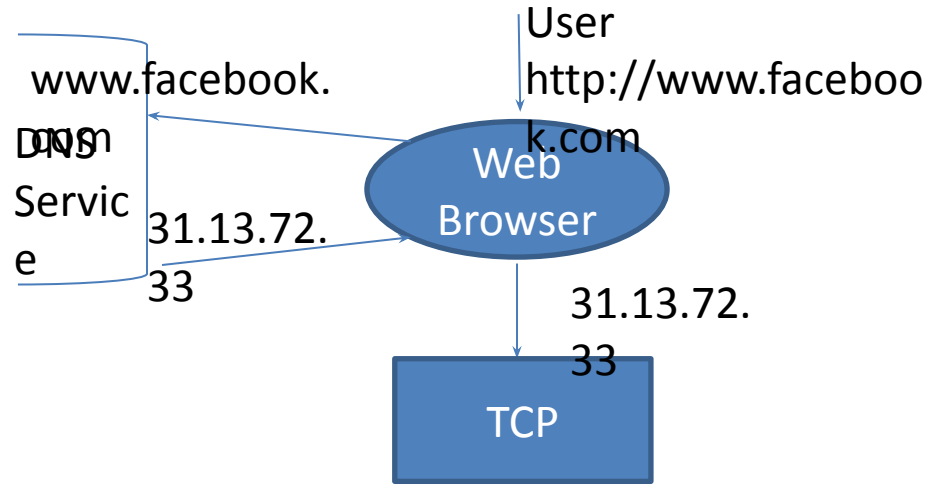 User
http://www.faceboo
k.com
www.facebook.
com
DNS
Servic
e
Web
Browser
31.13.72.
33
31.13.72.
33
TCP